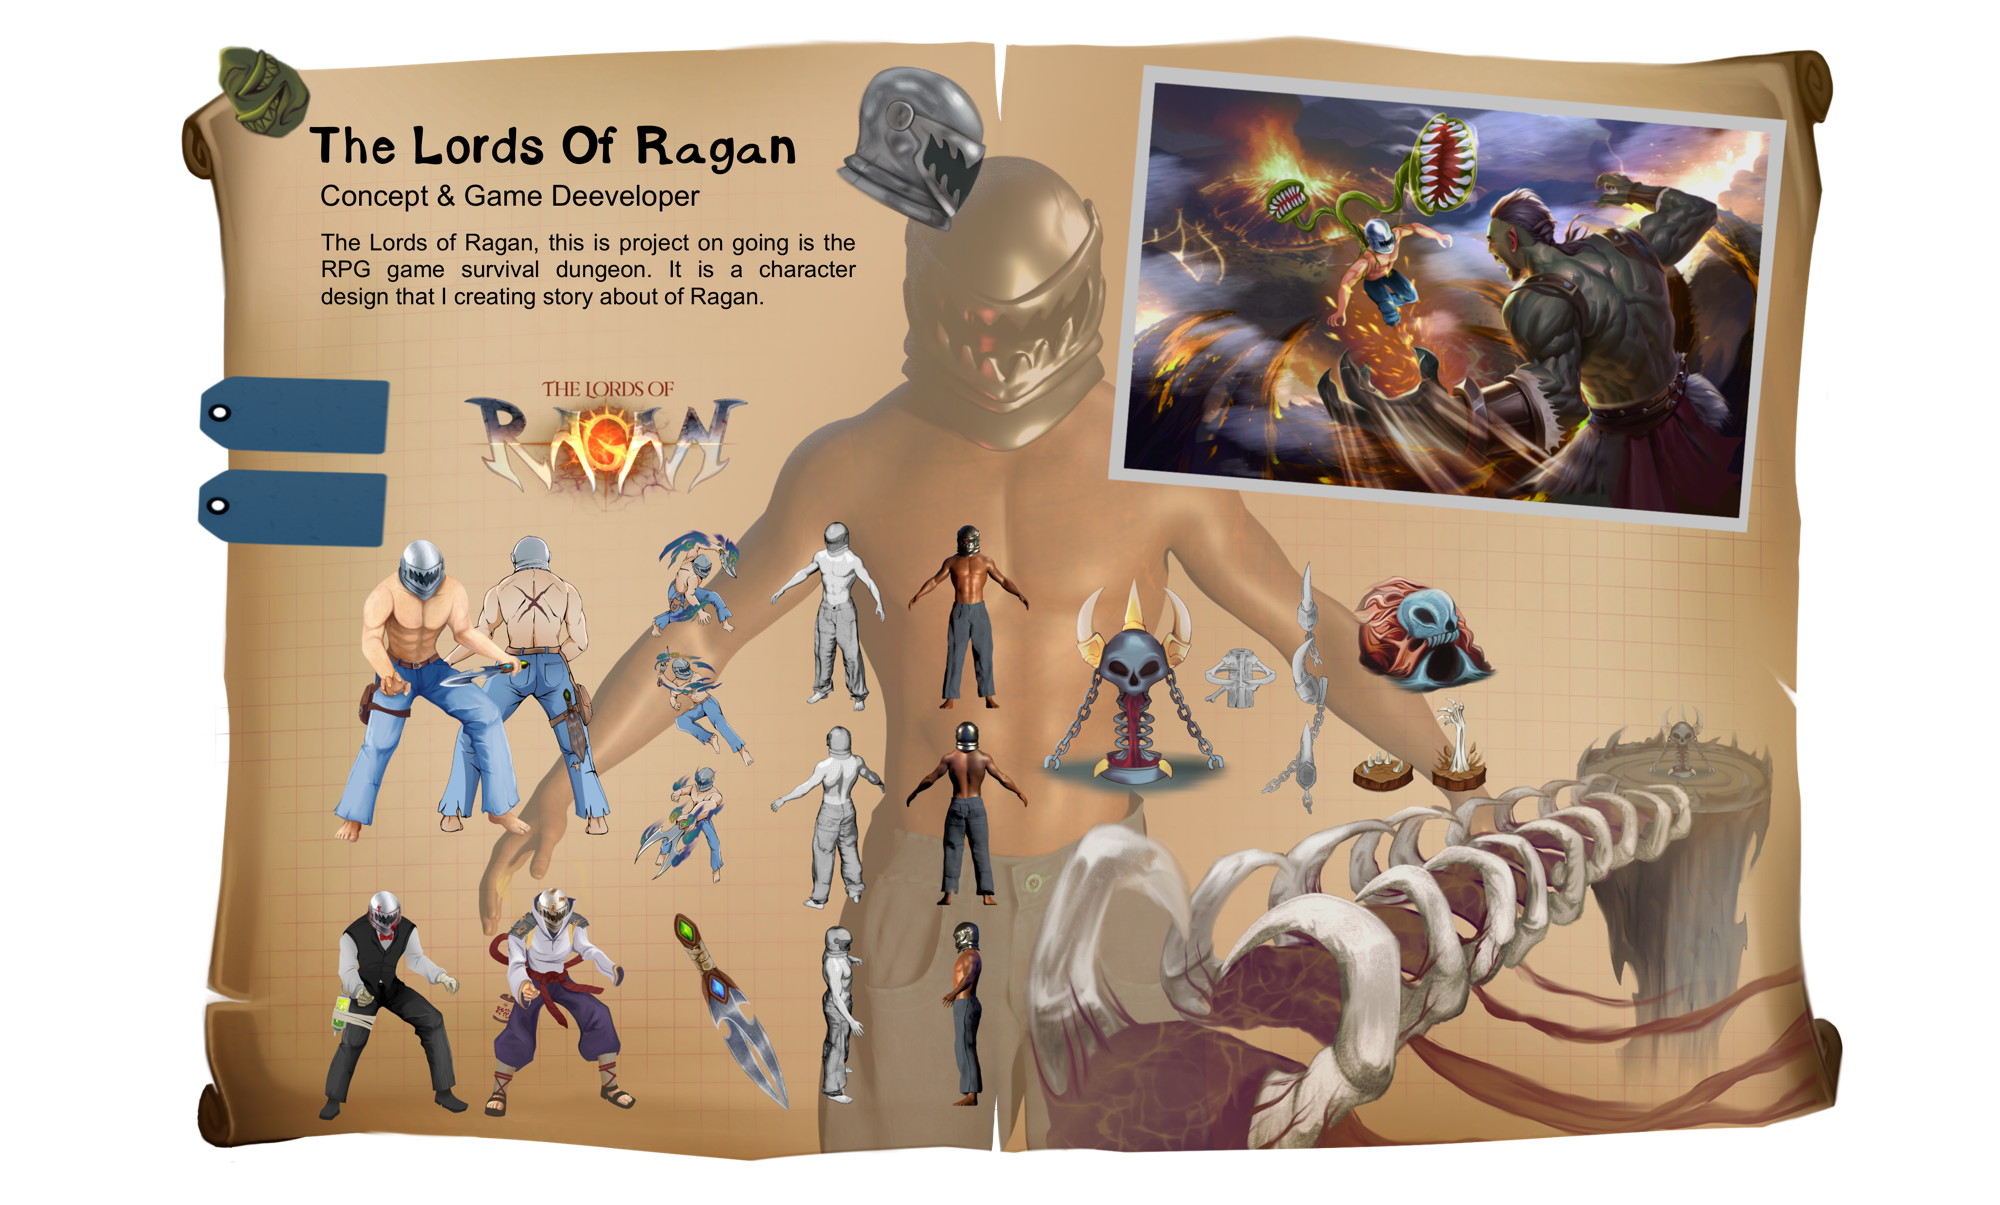 The Lords Of Ragan
Concept & Game Deeveloper
The Lords of Ragan, this is project on going is the
RPG game survival dungeon. It is a character
design that I creating story about of Ragan.
THE LORDS OF
RAGAN